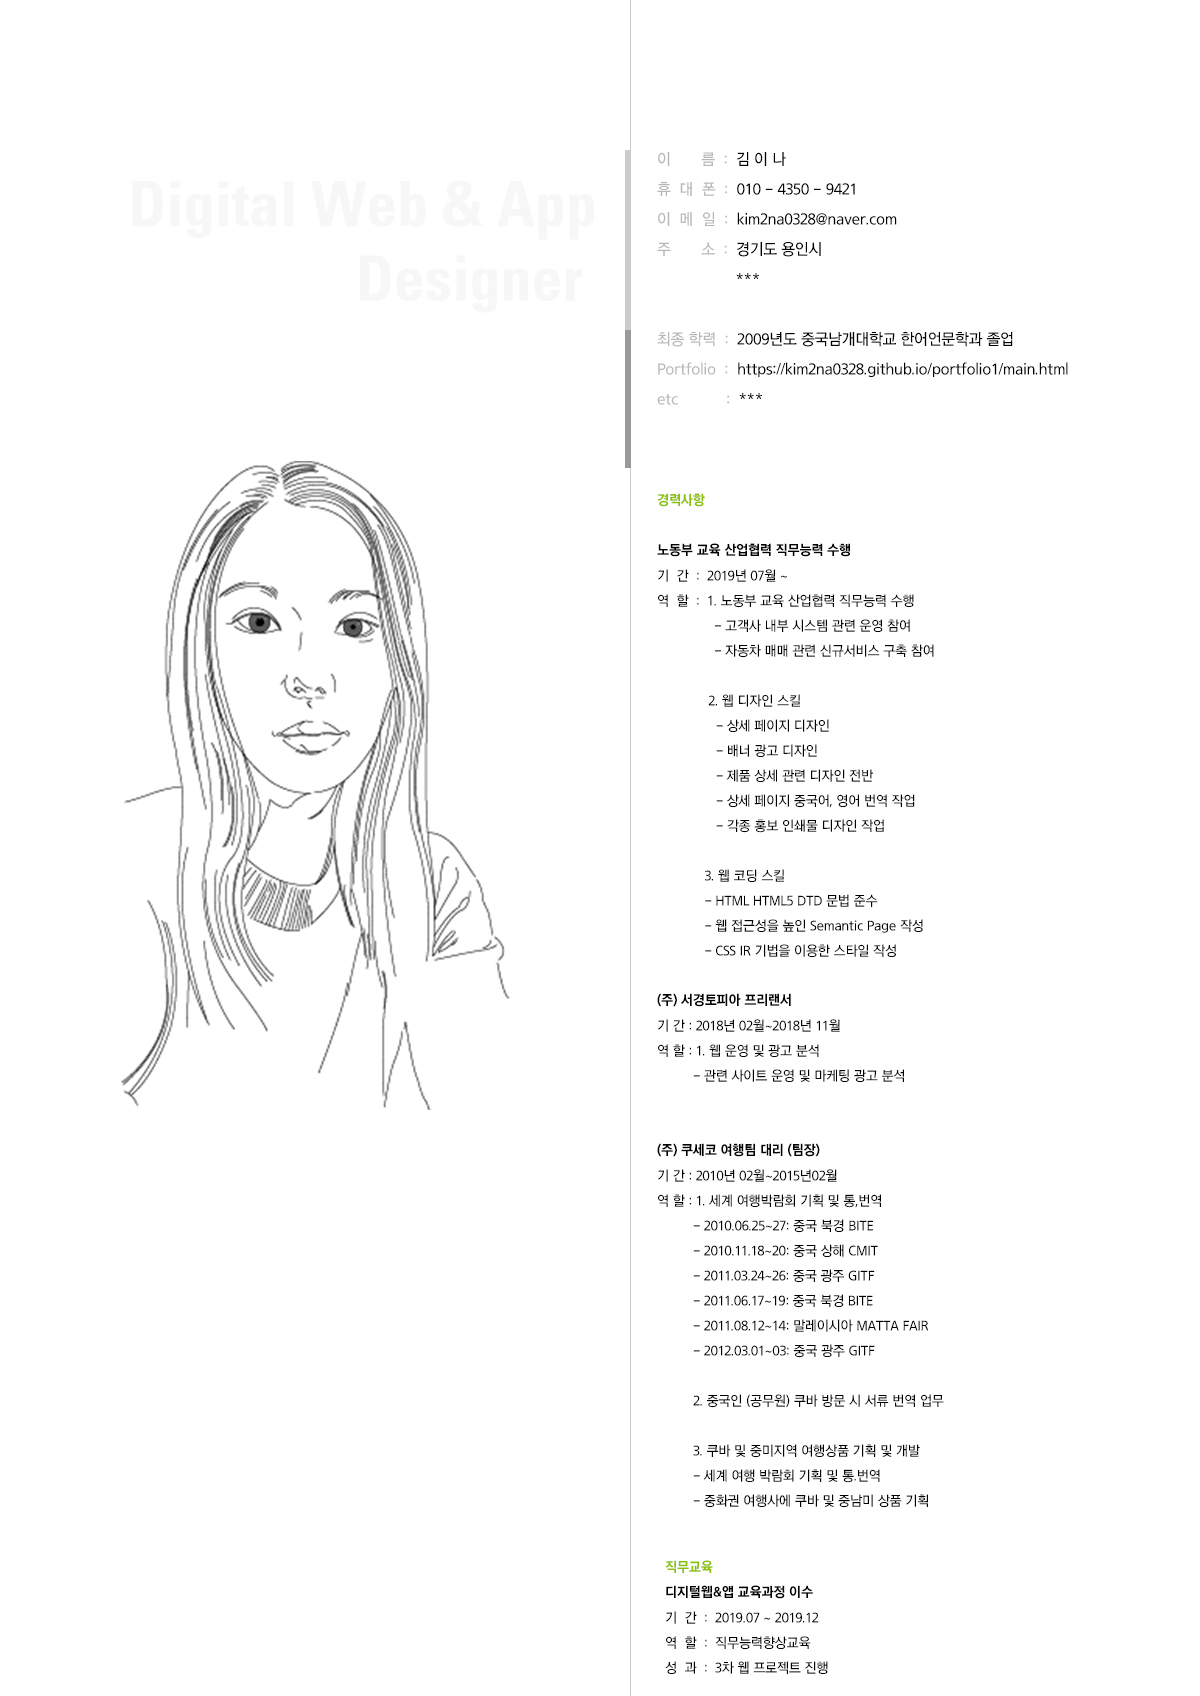 Digital Web & App
Designer
이 름 : 김 이 나
휴 대 폰 : 010 - 4350 - 9421
이 메 일 : kim2na0328@naver.com
주 소 : 경기도 용인시
***
최종 학력 : 2009년도 중국남개대학교 한어언문학과 졸업
Portfolio : https://kim2na0328.github.io/portfolio1/main.html
etc : ***
경력사항
노동부 교육 산업협력 직무능력 수행
기 간 : 2019년 07월 ~
역 할 : 1. 노동부 교육 산업협력 직무능력 수행
- 고객사 내부 시스템 관련 운영 참여
- 자동차 매매 관련 신규서비스 구축 참여
2. 웹 디자인 스킬
- 상세 페이지 디자인
- 배너 광고 디자인
- 제품 상세 관련 디자인 전반
- 상세 페이지 중국어, 영어 번역 작업
- 각종 홍보 인쇄물 디자인 작업
3. 웹 코딩 스킬
- HTML HTML5 DTD 문법 준수
- 웹 접근성을 높인 Semantic Page 작성
- CSS IR 기법을 이용한 스타일 작성
(주) 서경토피아 프리랜서
기 간 : 2018년 02월~2018년 11월
역 할 : 1. 웹 운영 및 광고 분석
- 관련 사이트 운영 및 마케팅 광고 분석
(주) 쿠세코 여행팀 대리 (팀장)
기 간 : 2010년 02월~2015년02월
역 할 : 1. 세계 여행박람회 기획 및 통,번역
- 2010.06.25~27: 중국 북경 BITE
- 2010.11.18~20: 중국 상해 CMIT
- 2011.03.24~26: 중국 광주 GITF
- 2011.06.17~19: 중국 북경 BITE
- 2011.08.12~14: 말레이시아 MATTA FAIR
- 2012.03.01~03: 중국 광주 GITF
2. 중국인 (공무원) 쿠바 방문 시 서류 번역 업무
3. 쿠바 및 중미지역 여행상품 기획 및 개발
- 세계 여행 박람회 기획 및 통.번역
- 중화권 여행사에 쿠바 및 중남미 상품 기획
직무교육
디지털웹&앱 교육과정 이수
기 간 : 2019.07 ~ 2019.12
역 할 : 직무능력향상교육
성 과 : 3차 웹 프로젝트 진행